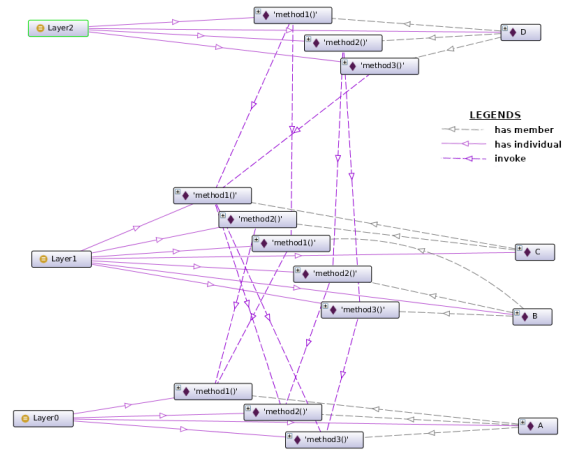 'method1()'
Layer2
D
'method2()'
'method3()'
LEGENDS
has member
has individual
invoke
'method1()'
'method2()'
'method1()'
C
Layer1
'method2()'
'method3()'
B
'method1()'
'method2()'
Layer0
A
'method3()'